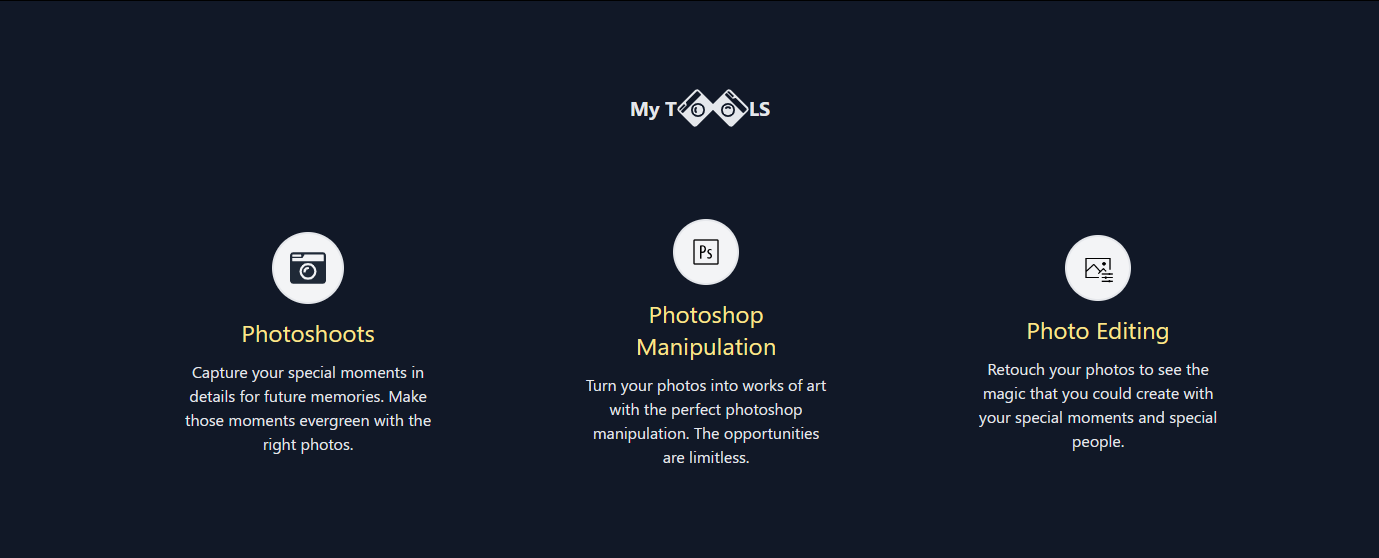 My TOOLS
Photoshoots
Capture your special moments in
details for future memories. Make
those moments evergreen with the
right photos.
Ps
Photoshop
Manipulation
Turn your photos into works of art
with the perfect photoshop
manipulation. The opportunities
are limitless.
Photo Editing
Retouch your photos to see the
magic that you could create with
your special moments and special
people.